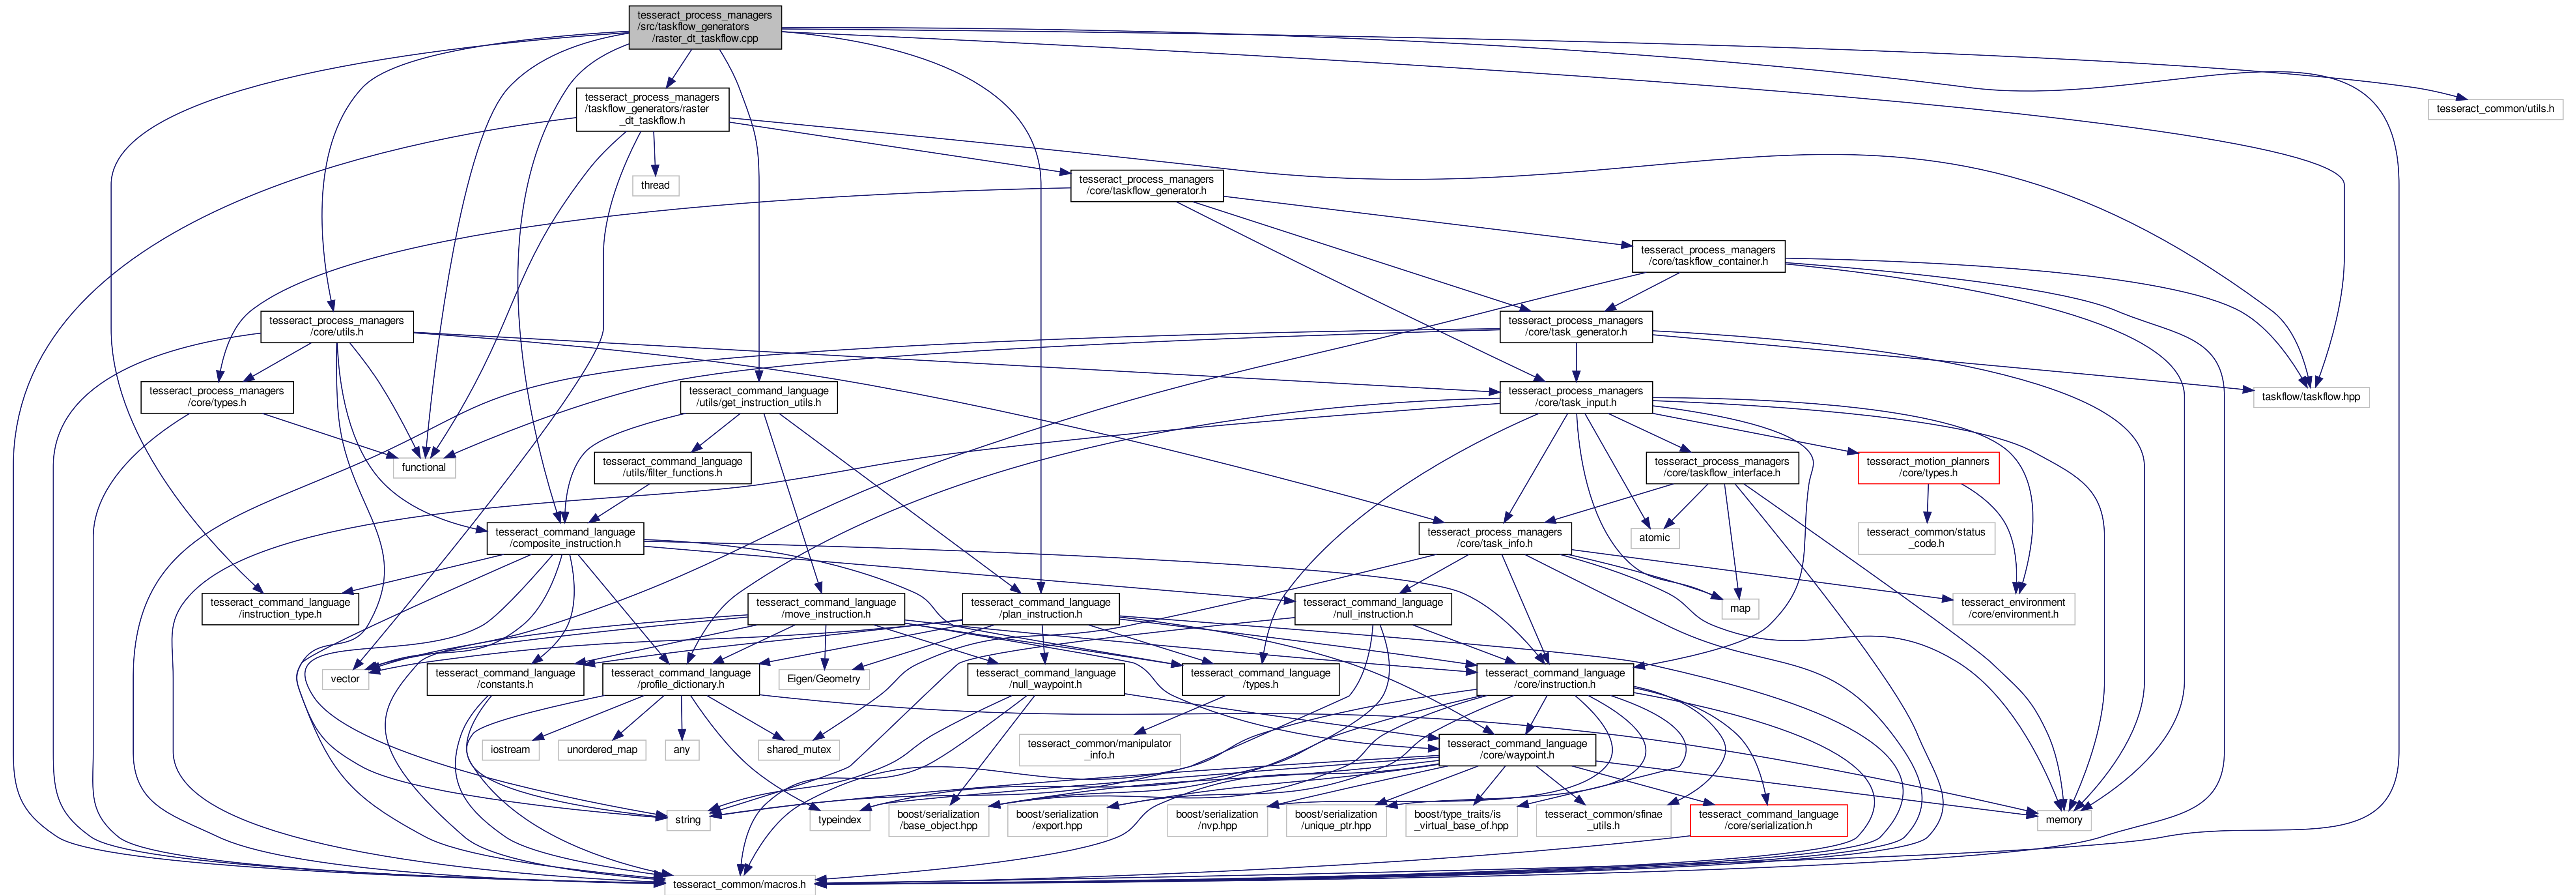 tesseract_process_managers
/src/taskflow_generators
/raster_dt_taskflow.cpp
tesseract_process_managers
/taskflow_generators/raster
_dt_taskflow.h
tesseract_common/utils.h
thread
tesseract_process_managers
/core/taskflow_generator.h
tesseract_process_managers
/core/taskflow_container.h
tesseract_process_managers
/core/utils.h
tesseract_process_managers
/core/task_generator.h
tesseract_process_managers
/core/types.h
tesseract_command_language
/utils/get_instruction_utils.h
tesseract_process_managers
/core/task_input.h
taskflow/taskflow.hpp
functional
tesseract_command_language
/utils/filter_functions.h
tesseract_process_managers
/core/taskflow_interface.h
tesseract_motion_planners
/core/types.h
tesseract_command_language
/composite_instruction.h
tesseract_process_managers
/core/task_info.h
atomic
tesseract_common/status
_code.h
tesseract_command_language
/instruction_type.h
tesseract_command_language
/move_instruction.h
tesseract_command_language
/plan_instruction.h
tesseract_command_language
/null_instruction.h
map
tesseract_environment
/core/environment.h
vector
tesseract_command_language
/constants.h
tesseract_command_language
/profile_dictionary.h
Eigen/Geometry
tesseract_command_language
/null_waypoint.h
tesseract_command_language
/types.h
tesseract_command_language
/core/instruction.h
iostream
unordered_map
any
shared_mutex
tesseract_common/manipulator
_info.h
tesseract_command_language
/core/waypoint.h
string
typeindex
boost/serialization
/base_object.hpp
boost/serialization
/export.hpp
boost/serialization
/nvp.hpp
boost/serialization
/unique_ptr.hpp
boost/type_traits/is
_virtual_base_of.hpp
tesseract_common/sfinae
_utils.h
tesseract_command_language
/core/serialization.h
memory
tesseract_common/macros.h